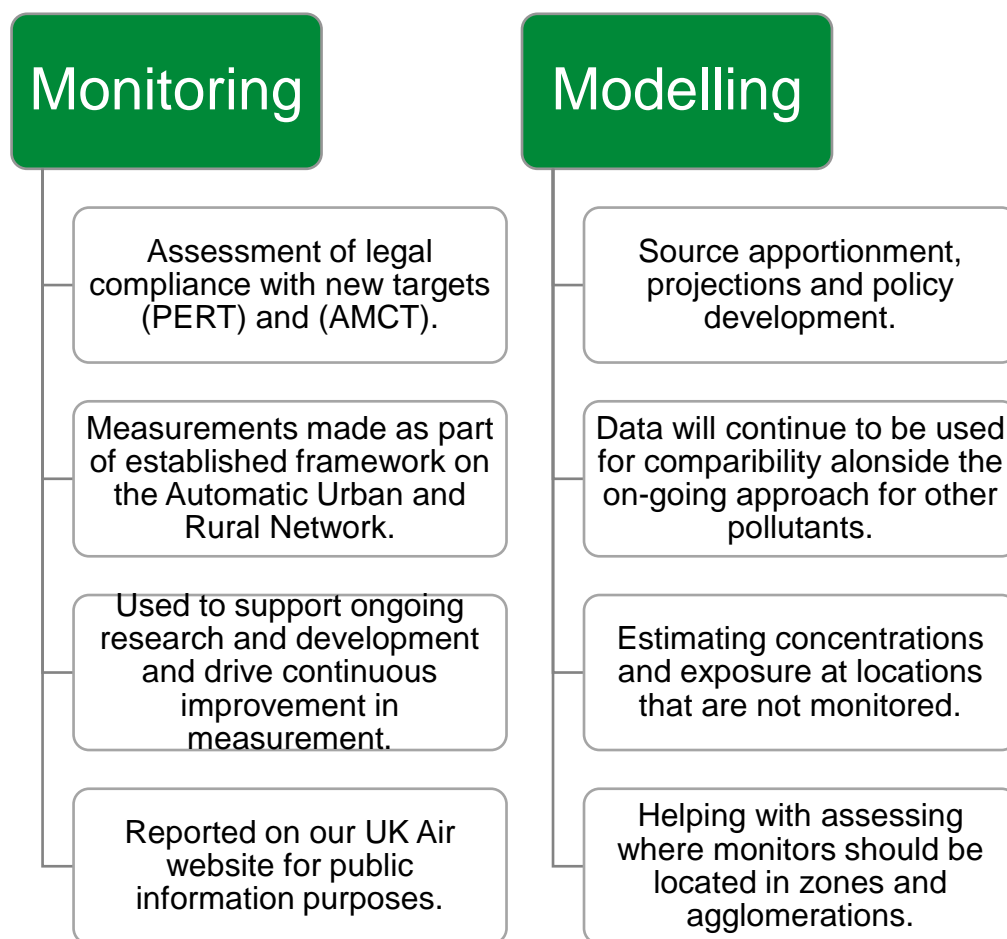 Monitoring
Assessment of legal
compliance with new targets
(PERT) and (AMCT).
Measurements made as part
of established framework on
the Automatic Urban and
Rural Network.
Used to support ongoing
research and development
and drive continuous
improvement in
measurement.
Reported on our UK Air
website for public
information purposes.
Modelling
Source apportionment,
projections and policy
development.
Data will continue to be used
for comparibility alonside the
on-going approach for other
pollutants.
Estimating concentrations
and exposure at locations
that are not monitored.
Helping with assessing
where monitors should be
located in zones and
agglomerations.